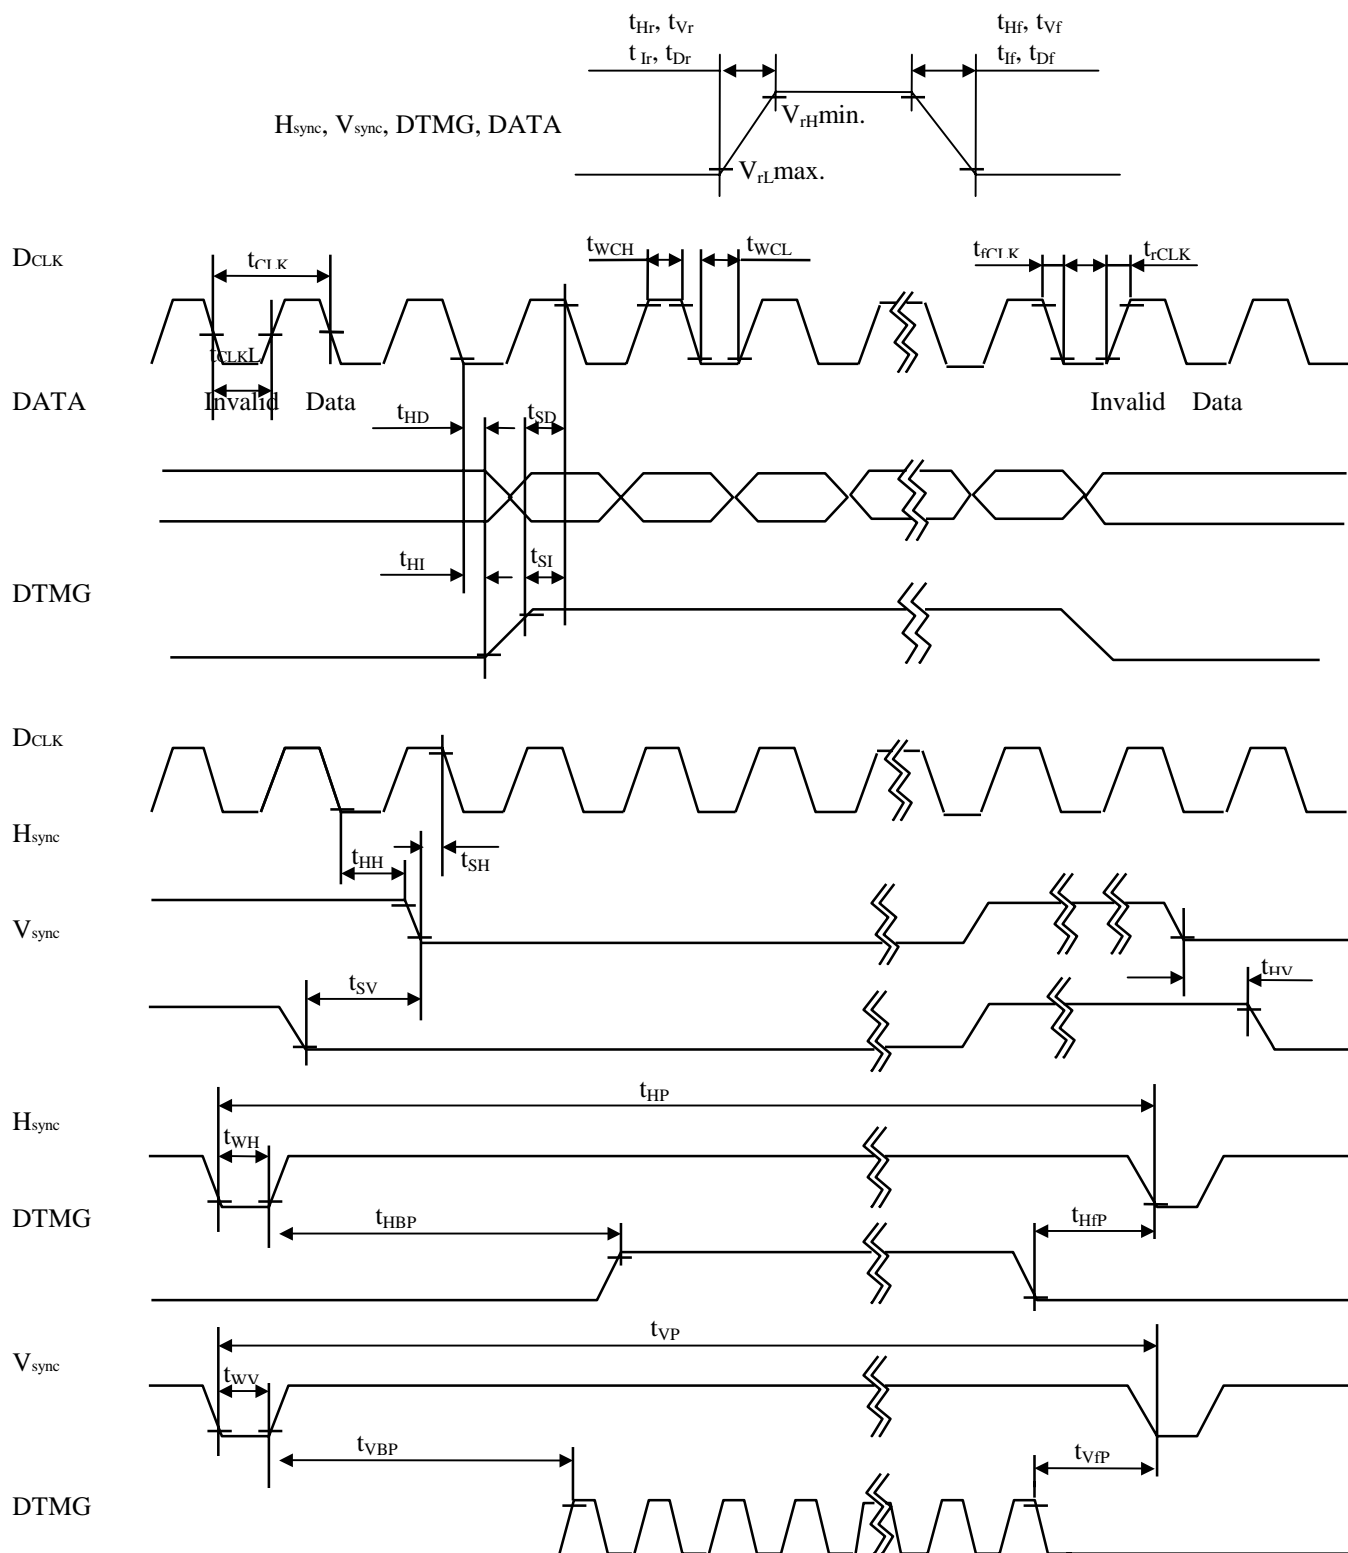 tHr, tVr
tHf, tVf
tIr, tDr
tIf, tDf
Hsync, Vsync, DTMG, DATA
VrHmin.
VrLmax.
DCLK
tCLK
tWCH
tWCL
tfCLK
trCLK
tCLKL
DATA
Invalid Data
tHD
tSD
Invalid Data
tHI
tSI
DTMG
DCLK
Hsync
tHH
tSH
Vsync
tSV
tHV
tHP
Hsync
tWH
DTMG
tHBP
tHfP
tVP
Vsync
tWV
tVBP
tVfP
DTMG